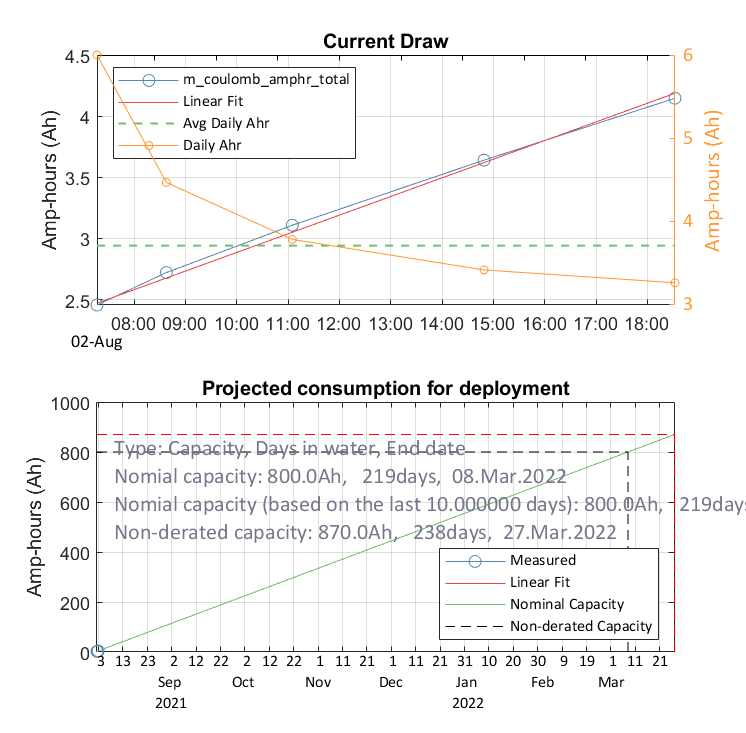 Current Draw
4.5
4
3.5
3
2.5
Amp-hours (Ah)
m_coulomb_amphr_total
Linear Fit
Avg Daily Ahr
Daily Ahr
6
5
4
3
Amp-hours (Ah)
08:00 09:00 10:00 11:00 12:00 13:00 14:00 15:00 16:00 17:00 18:00
02-Aug
Projected consumption for deployment
1000
800
600
400
200
0
Amp-hours (Ah)
Type: Capacity, Days in water, End date
Nomial capacity: 800.0Ah, 219days, 08.Mar.2022
Nomial capacity (based on the last 10.000000 days): 800.0Ah, 219days
Non-derated capacity: 870.0Ah, 238days, 27.Mar.2022
Measured
Linear Fit
Nominal Capacity
Non-derated Capacity
3 13 23 2 12 22 2 12 22 1 11 21 1 11 21 31 10 20 30 9 19 1 11 21
Sep Oct Nov Dec Jan Feb Mar
2021 2022